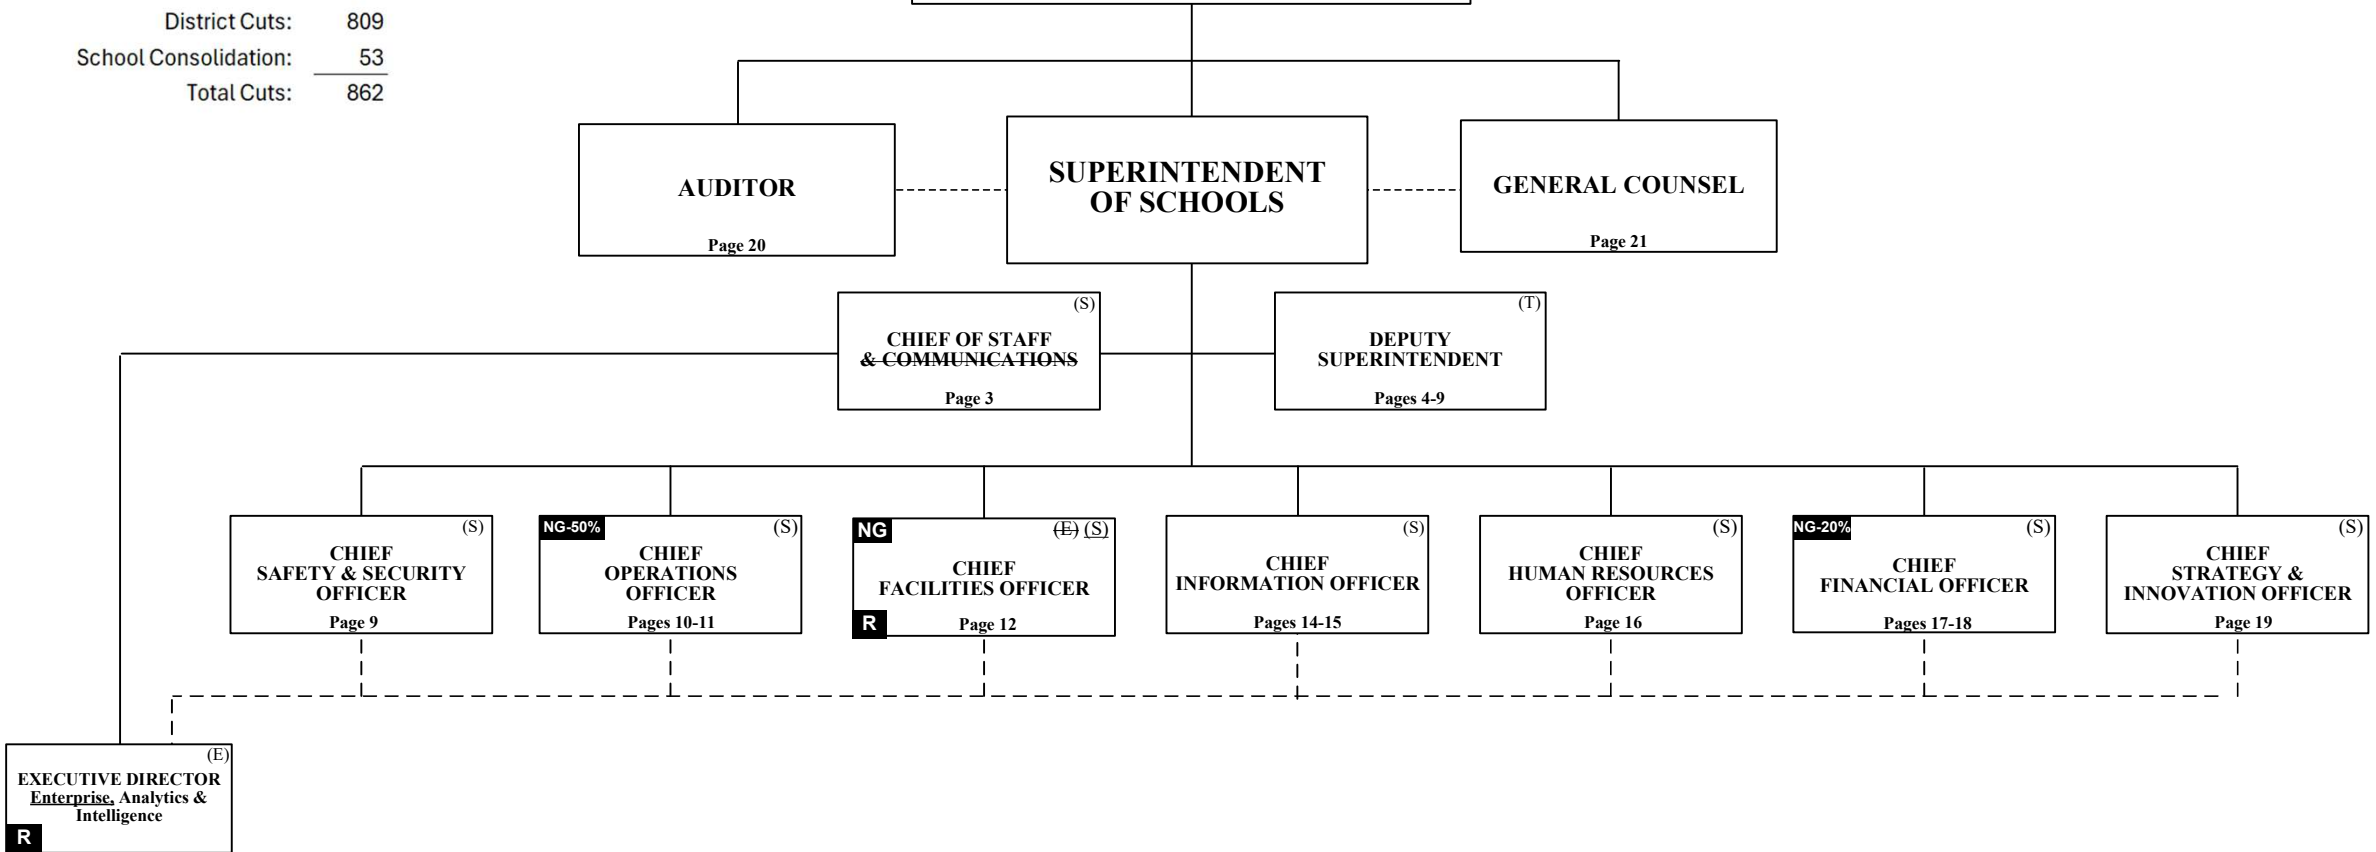 District Cuts: 809
School Consolidation: 53
Total Cuts: 862
AUDITOR
Page 20
SUPERINTENDENT
OF SCHOOLS
GENERAL COUNSEL
Page 21
(S)
CHIEF OF STAFF
& COMMUNICATIONS
Page 3
(T)
DEPUTY
SUPERINTENDENT
Pages 4-9
(S)
CHIEF
SAFETY & SECURITY
OFFICER
Page 9
NG-50% (S)
CHIEF
OPERATIONS
OFFICER
Pages 10-11
NG (E) (S)
CHIEF
FACILITIES OFFICER
R Page 12
(S)
CHIEF
INFORMATION OFFICER
Pages 14-15
(S)
CHIEF
HUMAN RESOURCES
OFFICER
Page 16
NG-20% (S)
CHIEF
FINANCIAL OFFICER
Pages 17-18
(S)
CHIEF
STRATEGY &
INNOVATION OFFICER
Page 19
(E)
EXECUTIVE DIRECTOR
Enterprise, Analytics &
Intelligence
R